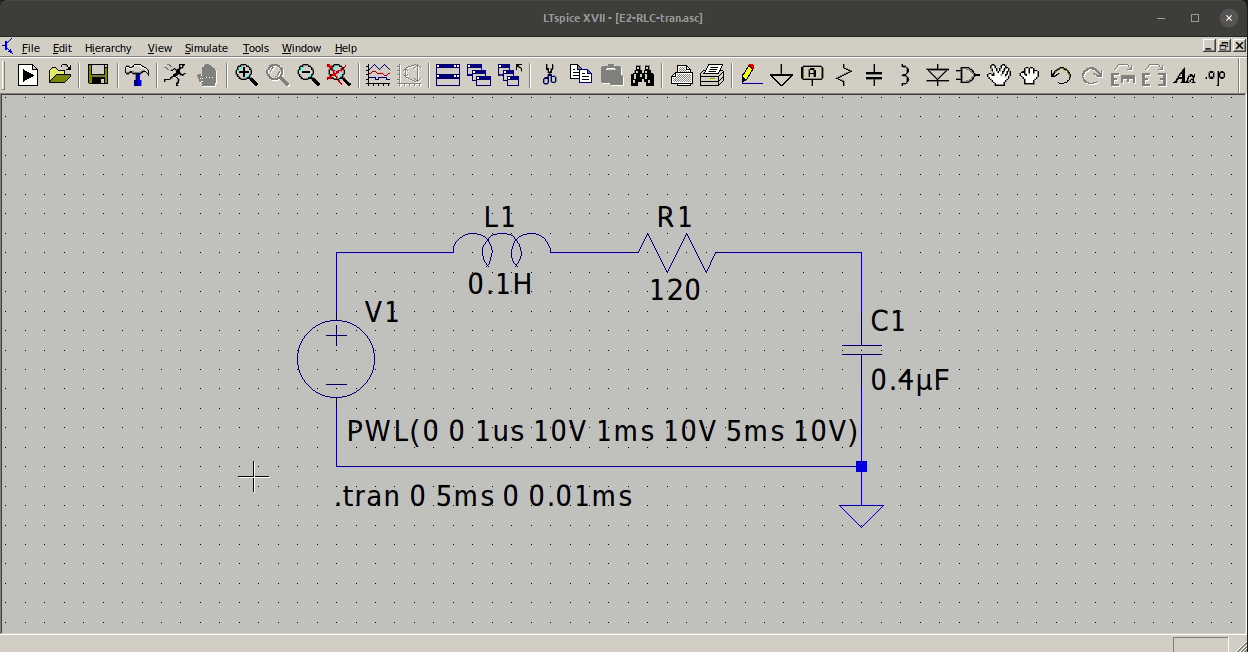 LTspice XVII - [E2-RLC-tran.asc]
File Edit Hierarchy View Simulate Tools Window Help
A Aa .op
L1
R1
0.1H
120
V1
C1
0.4µF
PWL(0 0 1us 10V 1ms 10V 5ms 10V)
.tran 0 5ms 0 0.01ms